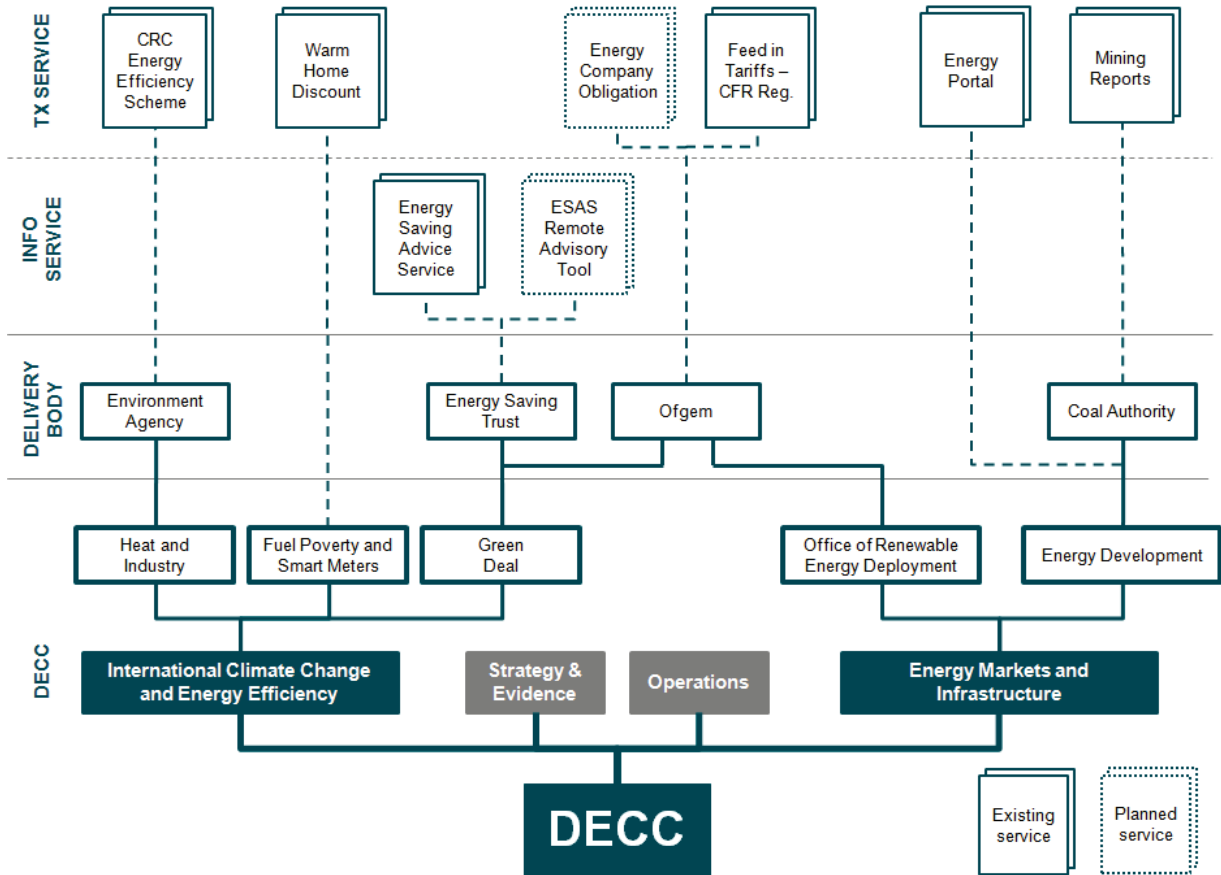 TX SERVICE
CRC
Energy
Efficiency
Scheme
Warm
Home
Discount
Energy
Company
Obligation
Feed in
Tariffs –
CFR Reg.
Energy
Portal
Mining
Reports
INFO
SERVICE
Energy
Saving
Advice
Service
ESAS
Remote
Advisory
Tool
DELIVERY
BODY
Environment
Agency
Energy Saving
Trust
Ofgem
Coal Authority
DECC
Heat and
Industry
Fuel Poverty and
Smart Meters
Green
Deal
Office of Renewable
Energy Deployment
Energy Development
International Climate Change
and Energy Efficiency
Strategy &
Evidence
Operations
Energy Markets and
Infrastructure
DECC
Existing
service
Planned
service